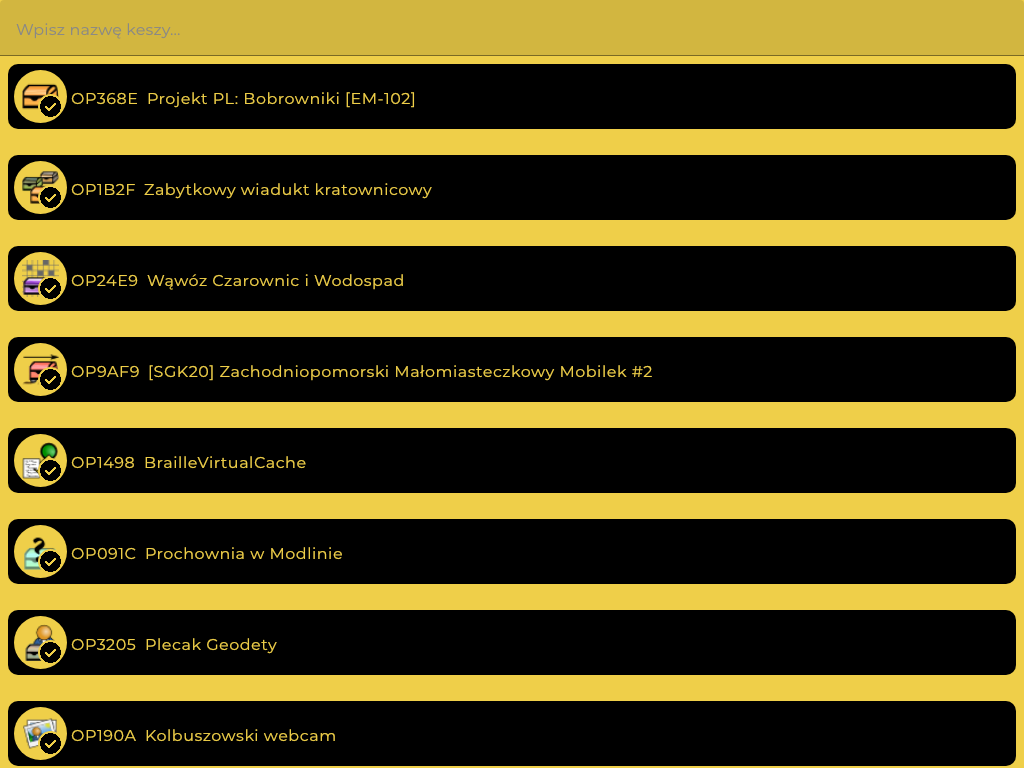 Wpisz nazwę keszy...
OP368E Projekt PL: Bobrowniki [EM-102]
OP1B2F Zabytkowy wiadukt kratownicowy
OP24E9 Wąwóz Czarownic i Wodospad
OP9AF9 [SGK20] Zachodniopomorski Małomiasteczkowy Mobilek #2
OP1498 BrailleVirtualCache
OP091C Prochownia w Modlinie
OP3205 Plecak Geodety
OP190A Kolbuszowski webcam